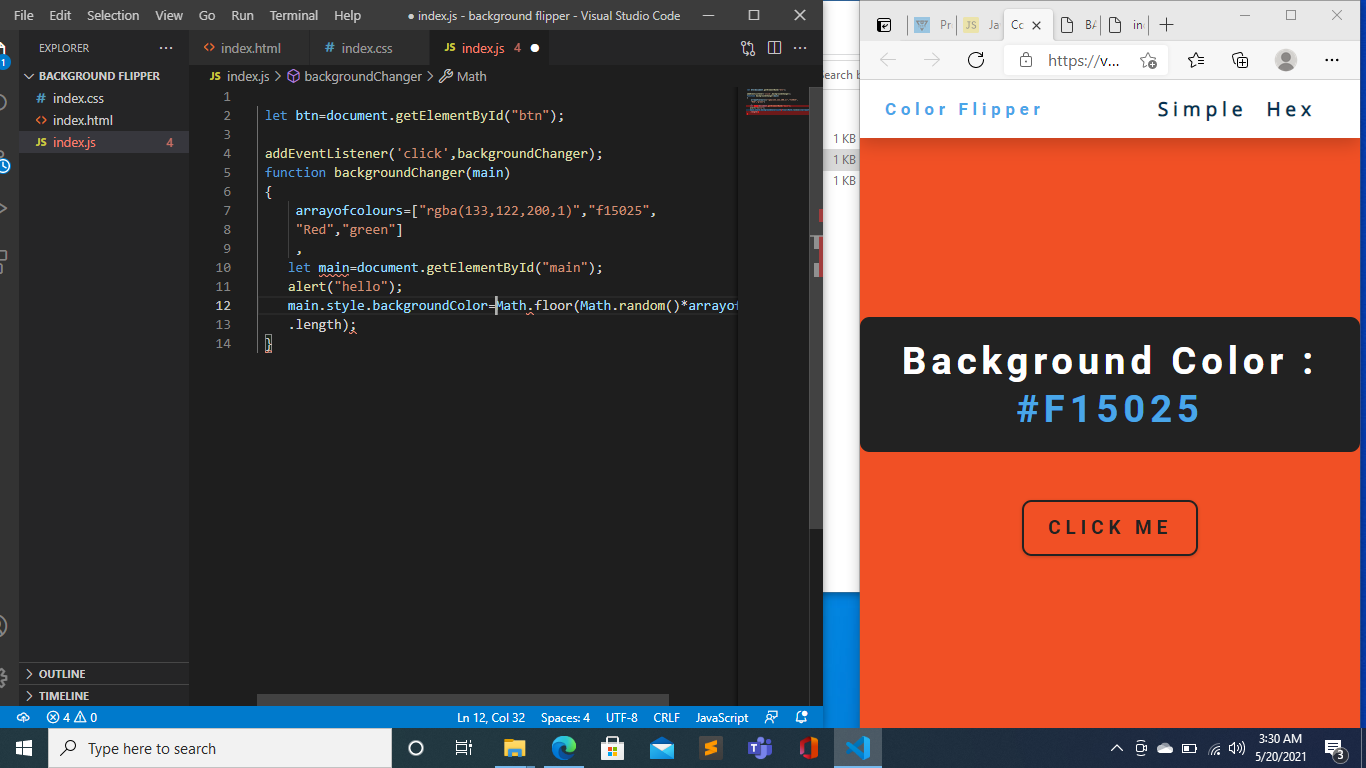 File Edit Selection View Go Run Terminal Help ● index.js - background flipper - Visual Studio Code
EXPLORER
BACKGROUND FLIPPER
index.css
index.html
JS index.js 4
1
index.html index.css JS index.js 4
JS index.js > backgroundChanger > Math
1
2 let btn=document.getElementById("btn");
3
4 addEventListener('click',backgroundChanger);
5 function backgroundChanger(main)
6 {
7 arrayofcolours=["rgba(133,122,200,1)","f15025",
8 "Red","green"]
9 ,
10 let main=document.getElementById("main");
11 alert("hello");
12 main.style.backgroundColor=Math.floor(Math.random()*arrayof
13 .length);
14 }
OUTLINE
TIMELINE
4 0 Ln 12, Col 32 Spaces: 4 UTF-8 CRLF JavaScript
Search b
1 KB
1 KB
1 KB
Pr JS Ja Cc BA in
https://v...
Color Flipper Simple Hex
Background Color :
#F15025
CLICK ME
Type here to search
3:30 AM
5/20/2021
3